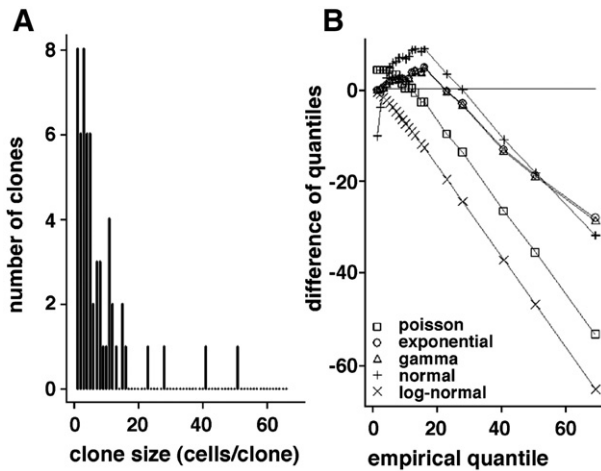 A
number of clones
8
6
4
2
0
0 20 40 60
clone size (cells/clone)
B
difference of quantiles
0
-20
-40
-60
poisson
exponential
gamma
normal
log-normal
0 20 40 60
empirical quantile